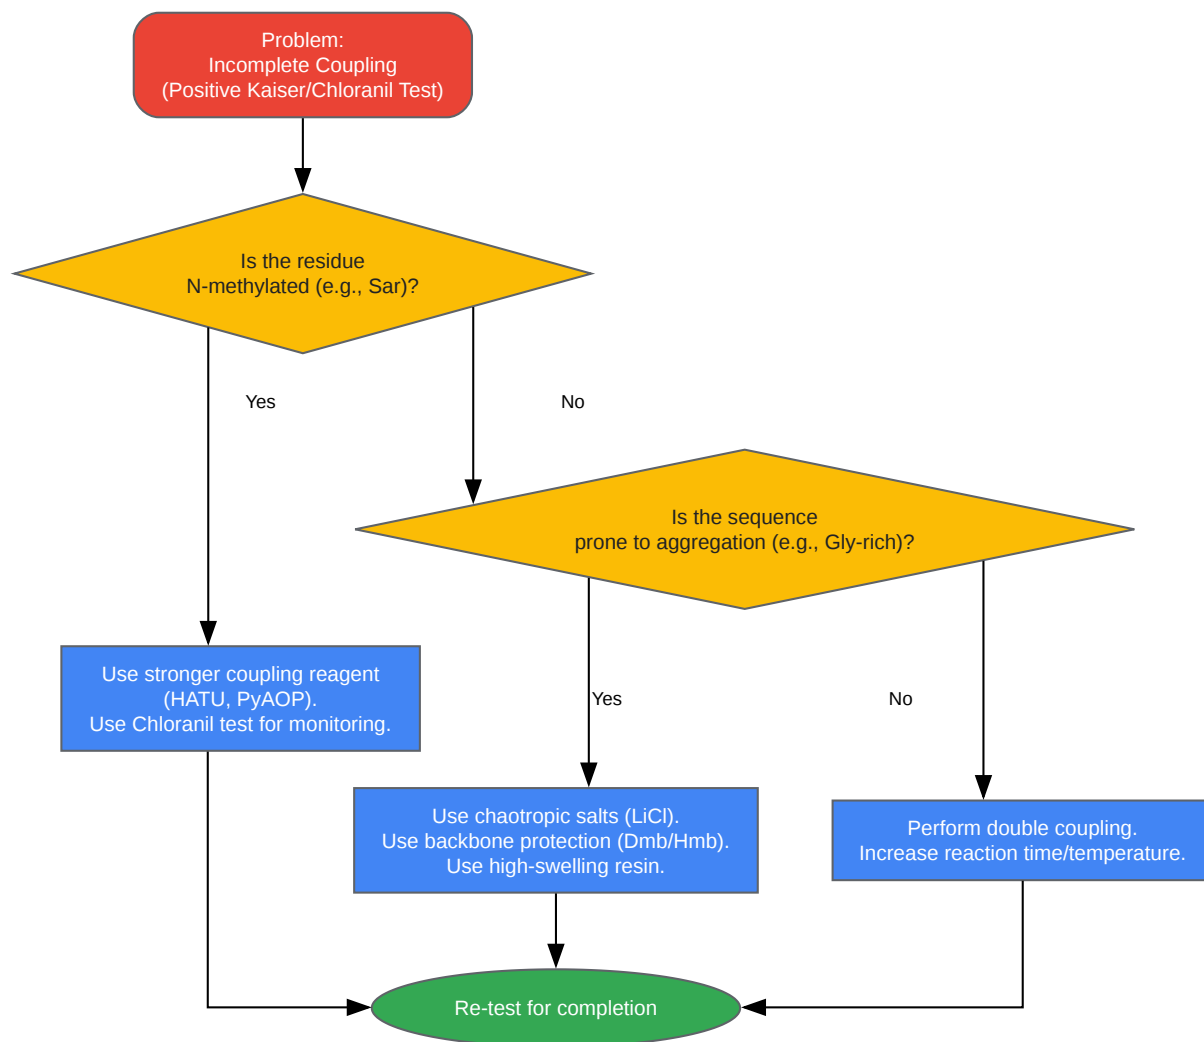 Problem:
Incomplete Coupling
(Positive Kaiser/Chloranil Test)
Is the residue
N-methylated (e.g., Sar)?
Yes
No
Is the sequence
prone to aggregation (e.g., Gly-rich)?
Use stronger coupling reagent
(HATU, PyAOP).
Use Chloranil test for monitoring.
Yes
No
Use chaotropic salts (LiCl).
Use backbone protection (Dmb/Hmb).
Use high-swelling resin.
Perform double coupling.
Increase reaction time/temperature.
Re-test for completion